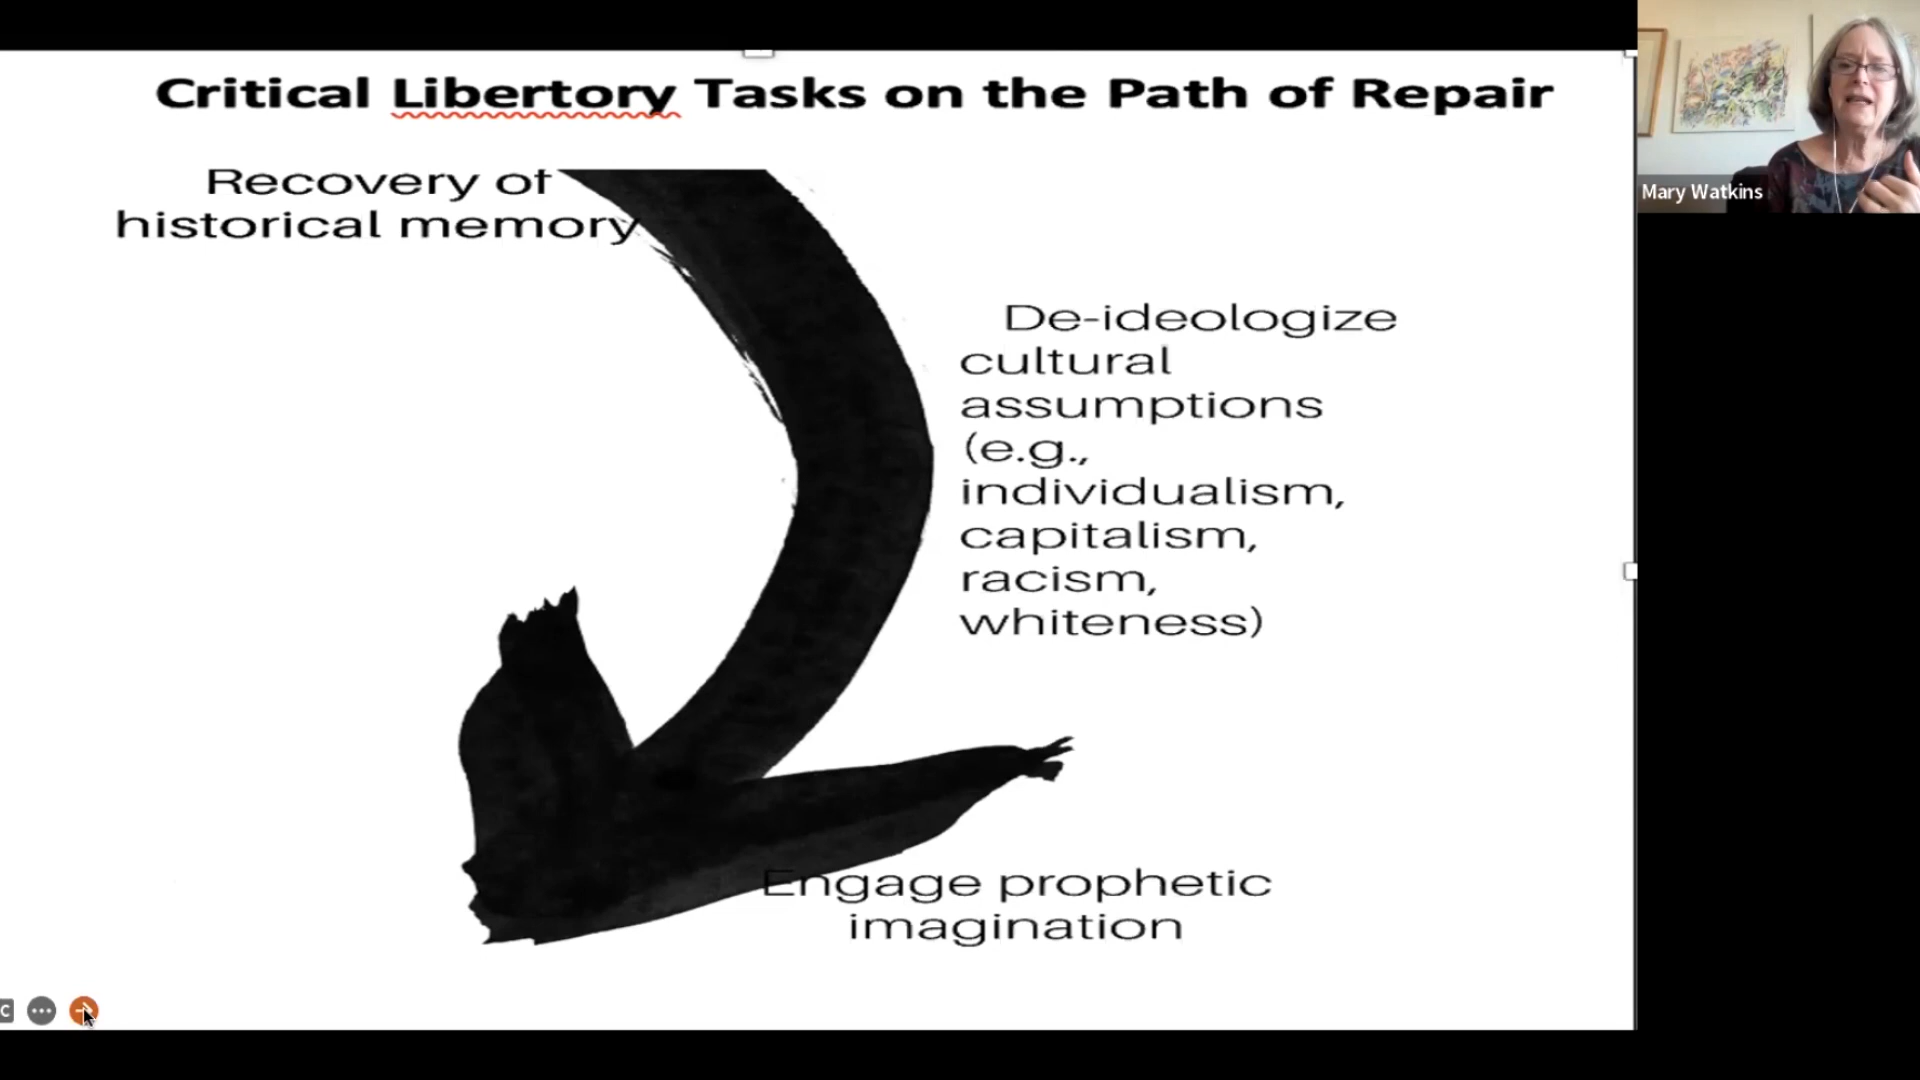 Critical Libertory Tasks on the Path of Repair
Recovery of
historical memory
De-ideologize
cultural
assumptions
(e.g.,
individualism,
capitalism,
racism,
whiteness)
Engage prophetic
imagination
Mary Watkins
C